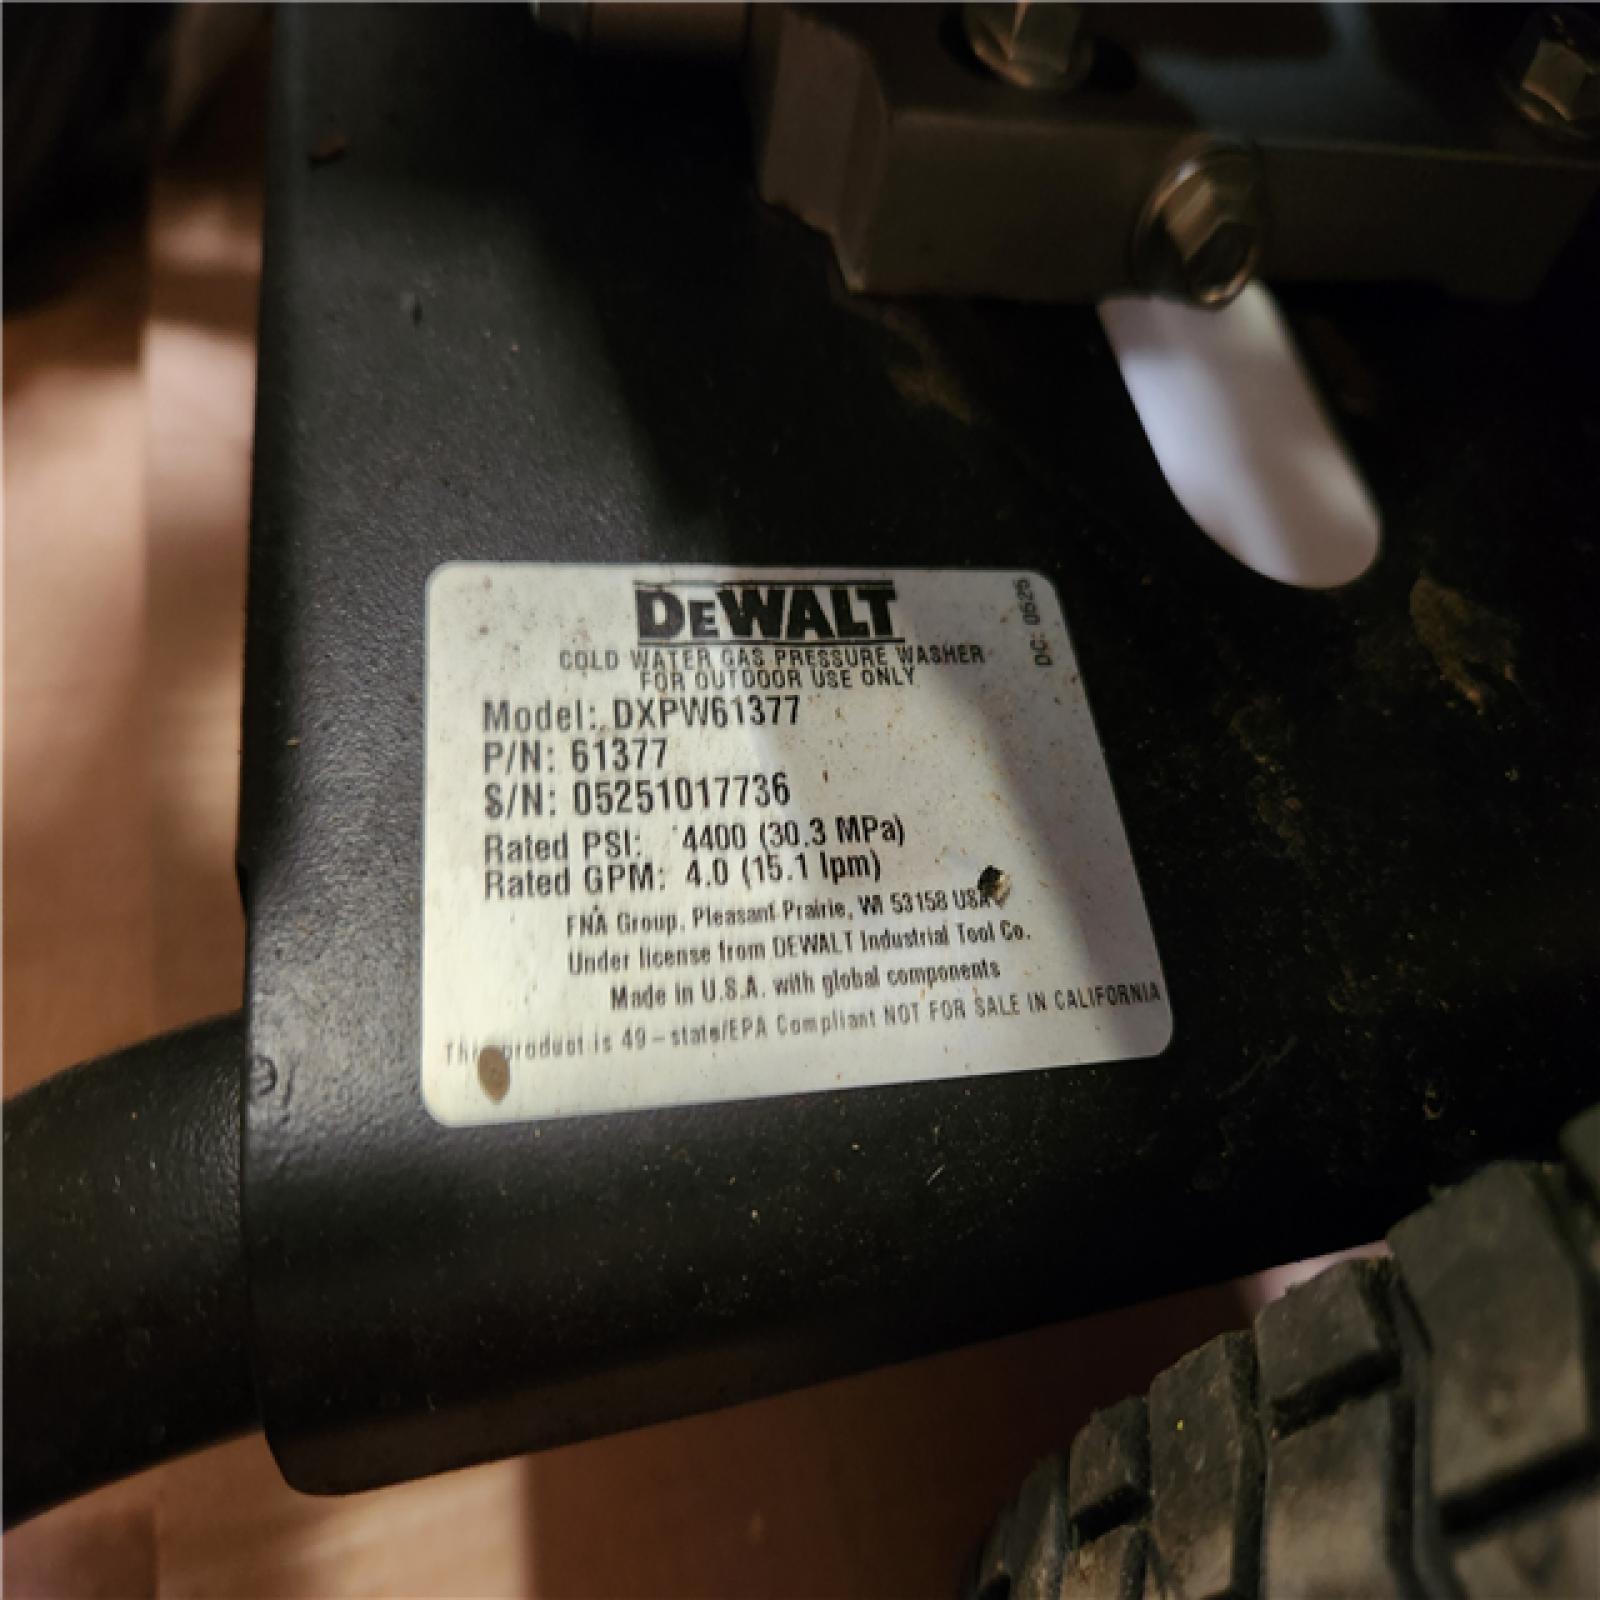 DEWALT
DC: 0525
COLD WATER GAS PRESSURE WASHER
FOR OUTDOOR USE ONLY
Model: DXPW61377
P/N: 61377
S/N: 05251017736
Rated PSI: 4400 (30.3 MPa)
Rated GPM: 4.0 (15.1 lpm)
FNA Group, Pleasant Prairie, WI 53158 USA
Under license from DEWALT Industrial Tool Co.
Made in U.S.A. with global components
This product is 49-state/EPA Compliant NOT FOR SALE IN CALIFORNIA